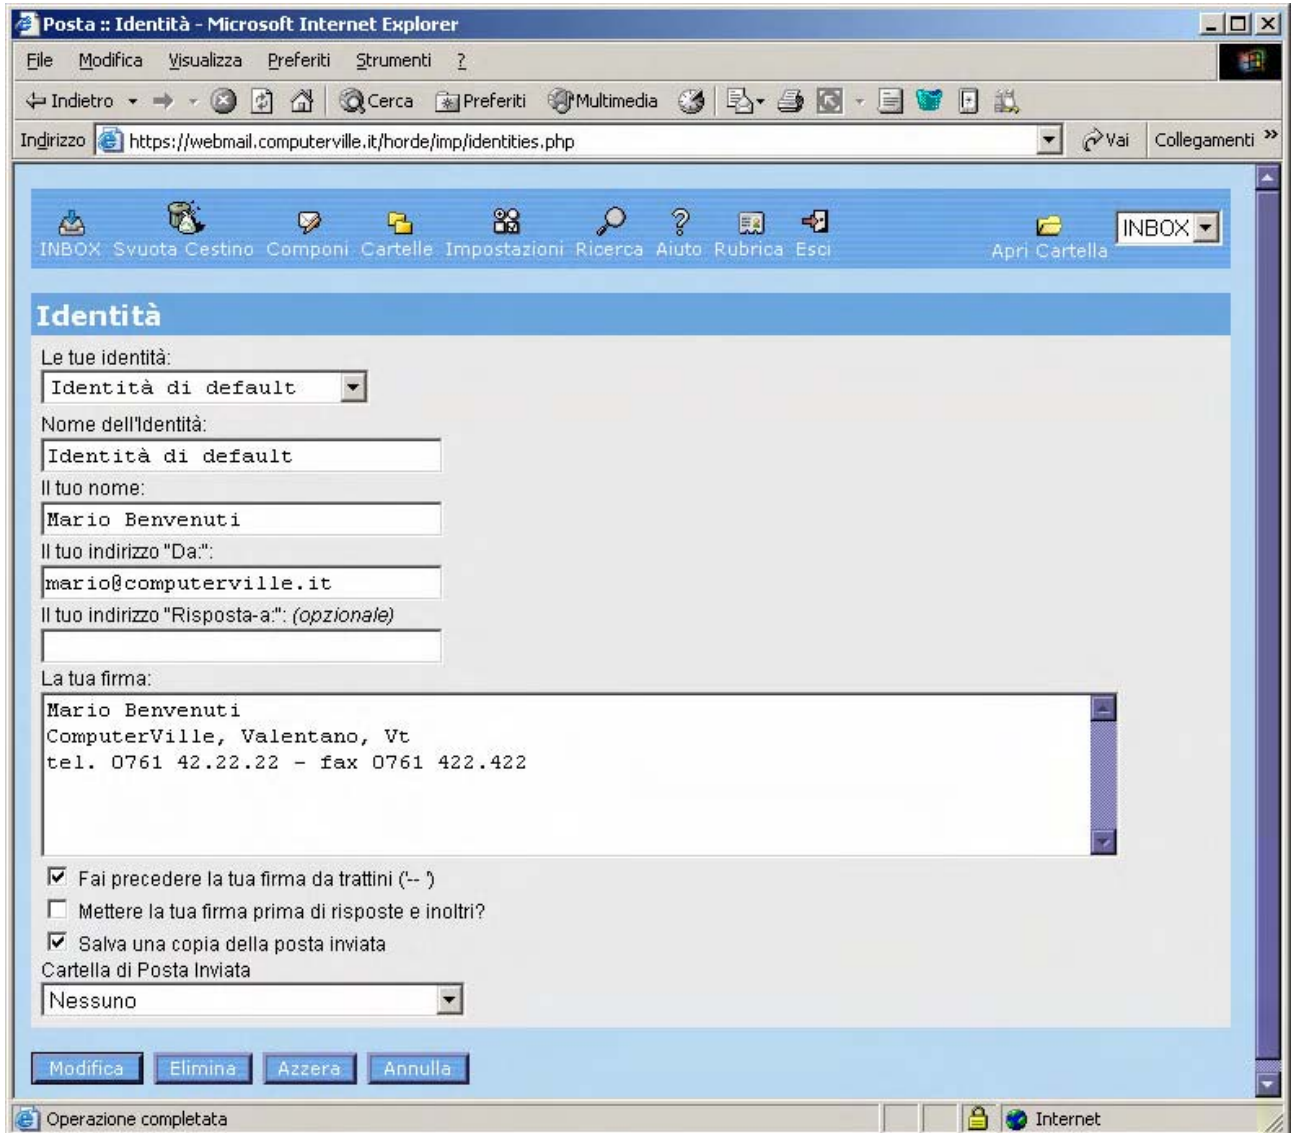 Posta :: Identità - Microsoft Internet Explorer
File Modifica Visualizza Preferiti Strumenti ?
Indietro Cerca Preferiti Multimedia
Indirizzo https://webmail.computerville.it/horde/imp/identities.php Vai Collegamenti »
INBOX Svuota Cestino Componi Cartelle Impostazioni Ricerca Aiuto Rubrica Esci Apri Cartella INBOX
Identità
Le tue identità:
Identità di default
Nome dell'Identità:
Identità di default
Il tuo nome:
Mario Benvenuti
Il tuo indirizzo "Da:":
mario@computerville.it
Il tuo indirizzo "Risposta-a:": (opzionale)
La tua firma:
Mario Benvenuti
ComputerVille, Valentano, Vt
tel. 0761 42.22.22 - fax 0761 422.422
Fai precedere la tua firma da trattini ('-- ')
Mettere la tua firma prima di risposte e inoltri?
Salva una copia della posta inviata
Cartella di Posta Inviata
Nessuno
Modifica Elimina Azzera Annulla
Operazione completata Internet